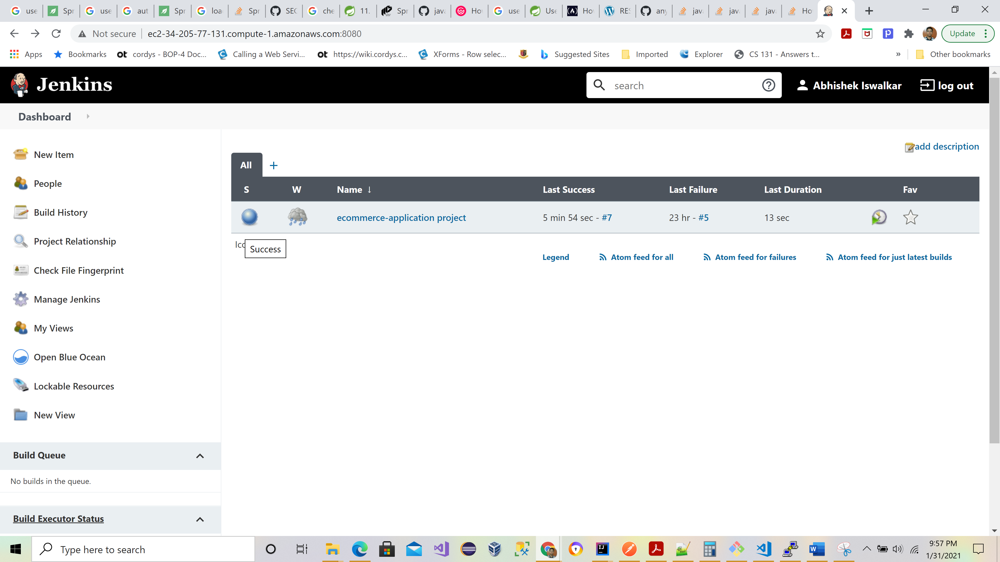 use Spr use aut Spr loa Spr SEC che 11. Spr java Ho use Use Ho RES any java java java Ho
Not secure ec2-34-205-77-131.compute-1.amazonaws.com:8080 Update
Apps Bookmarks cordys - BOP-4 Doc... Calling a Web Servi... https://wiki.cordys.c... XForms - Row selec... Suggested Sites Imported Explorer CS 131 - Answers t... » Other bookmarks
Jenkins search Abhishek Iswalkar log out
Dashboard
add description
New Item
People
Build History
Project Relationship
Check File Fingerprint
Manage Jenkins
My Views
Open Blue Ocean
Lockable Resources
New View
Build Queue
No builds in the queue.
Build Executor Status
All +
S W Name ↓ Last Success Last Failure Last Duration Fav
ecommerce-application project 5 min 54 sec - #7 23 hr - #5 13 sec
Success
Legend Atom feed for all Atom feed for failures Atom feed for just latest builds
Type here to search
9:57 PM
1/31/2021